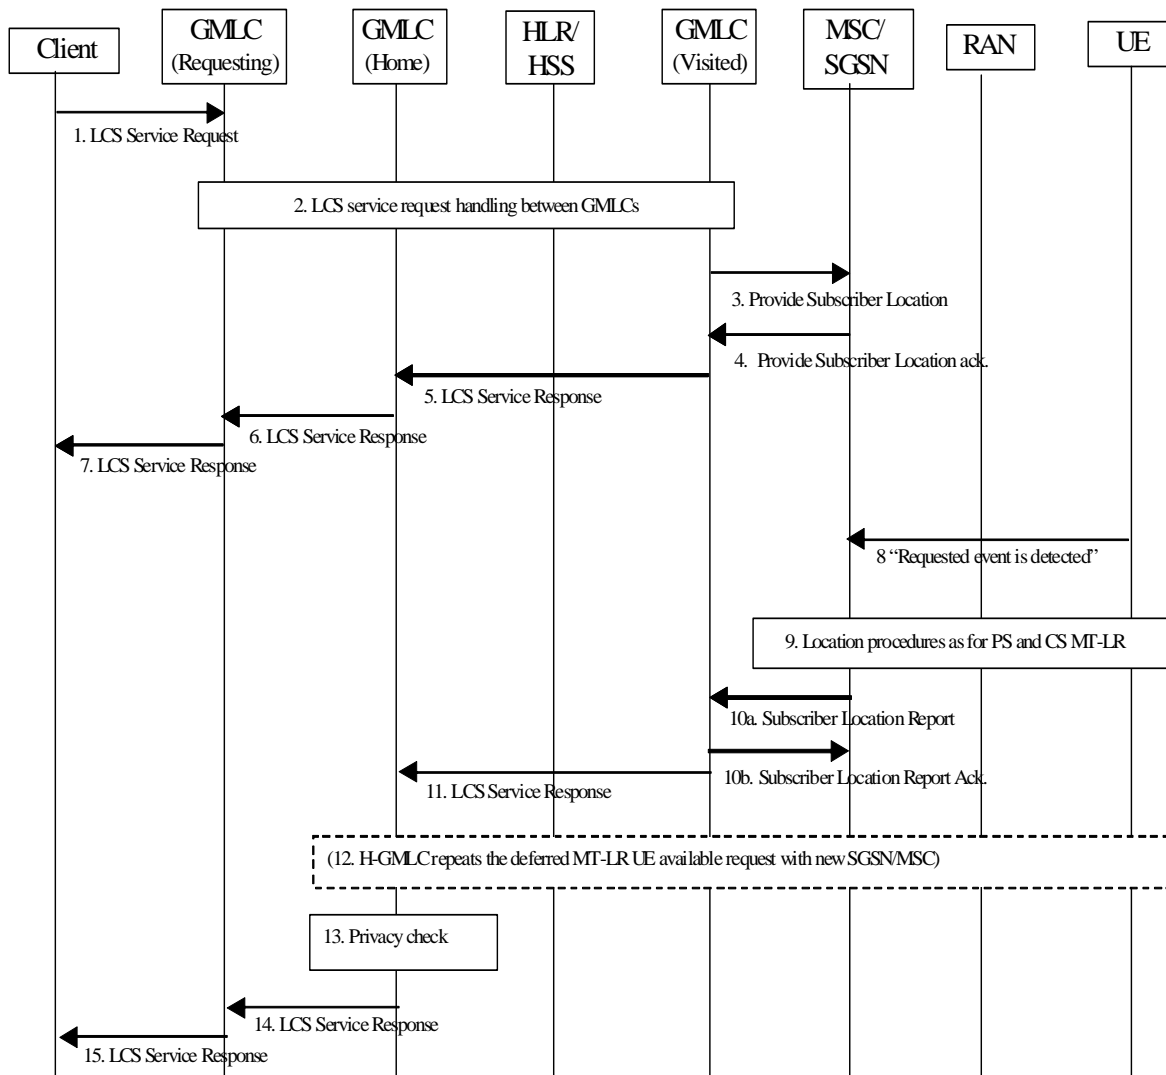 Client
GMLC
(Requesting)
GMLC
(Home)
HLR/
HSS
GMLC
(Visited)
MSC/
SGSN
RAN
UE
1. LCS Service Request
2. LCS service request handling between GMLCs
3. Provide Subscriber Location
4. Provide Subscriber Location ack.
5. LCS Service Response
6. LCS Service Response
7. LCS Service Response
8 “Requested event is detected”
9. Location procedures as for PS and CS MT-LR
10a. Subscriber Location Report
10b. Subscriber Location Report Ack.
11. LCS Service Response
(12. H-GMLC repeats the deferred MT-LR UE available request with new SGSN/MSC)
13. Privacy check
14. LCS Service Response
15. LCS Service Response